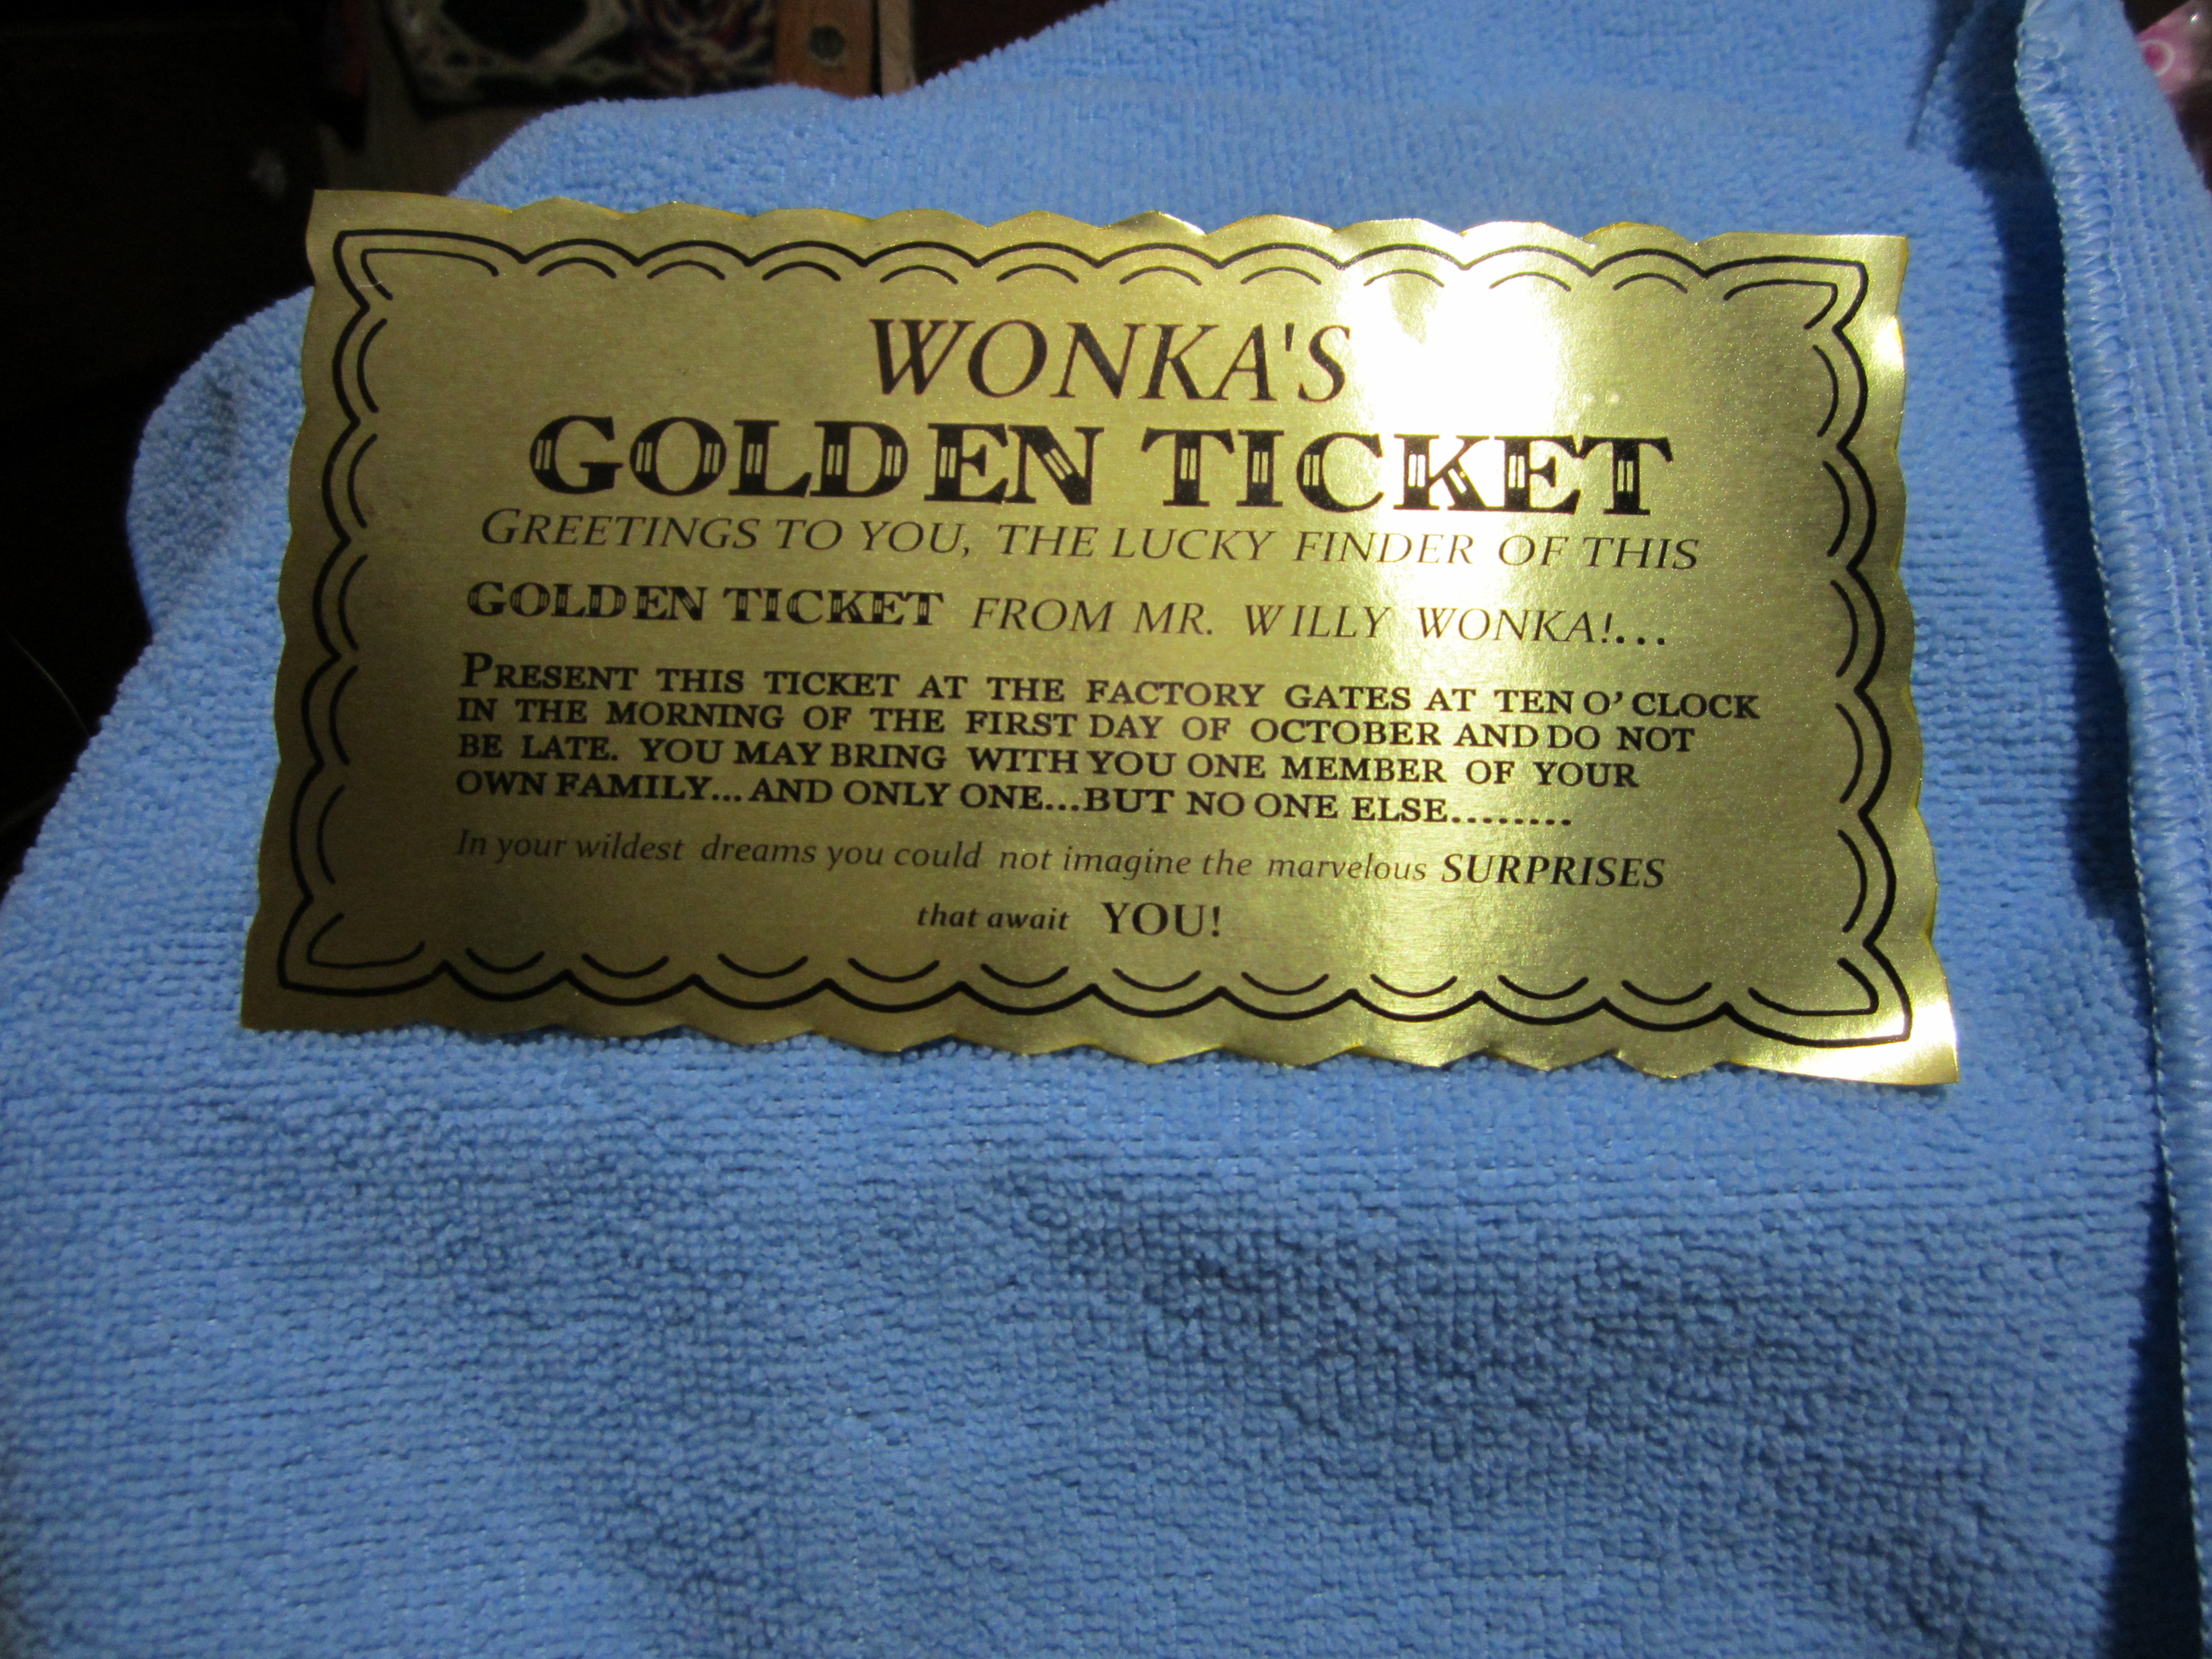 WONKA'S
GOLDEN TICKET
GREETINGS TO YOU, THE LUCKY FINDER OF THIS
GOLDEN TICKET FROM MR. WILLY WONKA!...
PRESENT THIS TICKET AT THE FACTORY GATES AT TEN O'CLOCK
IN THE MORNING OF THE FIRST DAY OF OCTOBER AND DO NOT
BE LATE. YOU MAY BRING WITH YOU ONE MEMBER OF YOUR
OWN FAMILY...AND ONLY ONE...BUT NO ONE ELSE........
In your wildest dreams you could not imagine the marvelous SURPRISES
that await YOU!